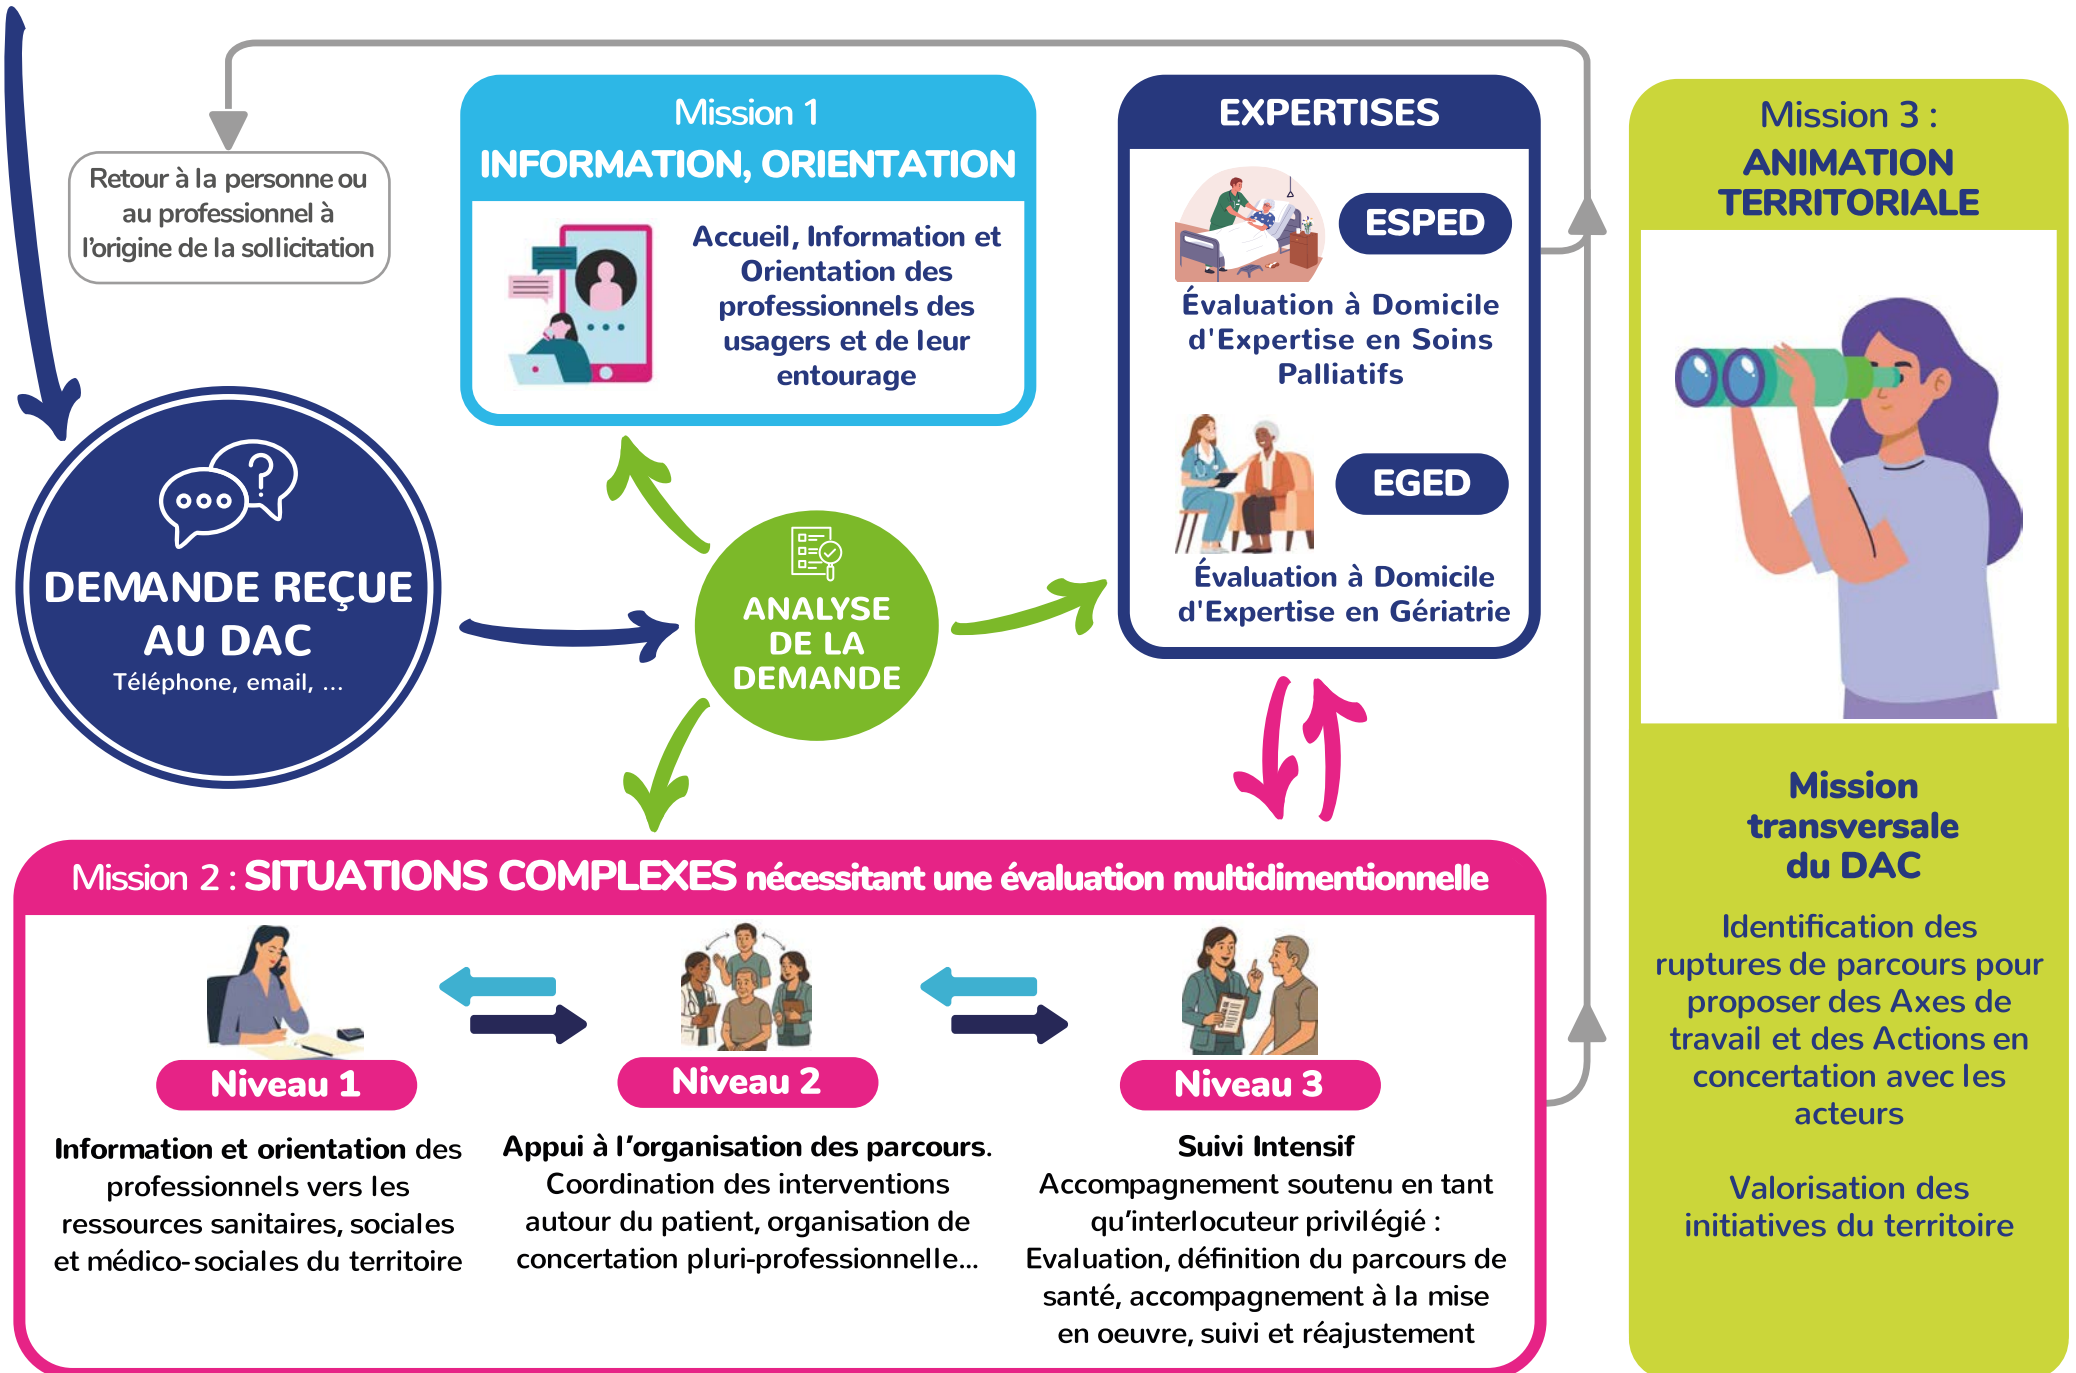 Retour à la personne ou
au professionnel à
l'origine de la sollicitation
DEMANDE REÇUE
AU DAC
Téléphone, email, ...
ANALYSE
DE LA
DEMANDE
Mission 1
INFORMATION, ORIENTATION
Accueil, Information et
Orientation des
professionnels des
usagers et de leur
entourage
EXPERTISES
ESPED
Évaluation à Domicile
d'Expertise en Soins
Palliatifs
EGED
Évaluation à Domicile
d'Expertise en Gériatrie
Mission 2 : SITUATIONS COMPLEXES nécessitant une évaluation multidimentionnelle
Niveau 1
Information et orientation des
professionnels vers les
ressources sanitaires, sociales
et médico-sociales du territoire
Niveau 2
Appui à l'organisation des parcours.
Coordination des interventions
autour du patient, organisation de
concertation pluri-professionnelle...
Niveau 3
Suivi Intensif
Accompagnement soutenu en tant
qu'interlocuteur privilégié :
Evaluation, définition du parcours de
santé, accompagnement à la mise
en oeuvre, suivi et réajustement
Mission 3 :
ANIMATION
TERRITORIALE
Mission
transversale
du DAC
Identification des
ruptures de parcours pour
proposer des Axes de
travail et des Actions en
concertation avec les
acteurs
Valorisation des
initiatives du territoire